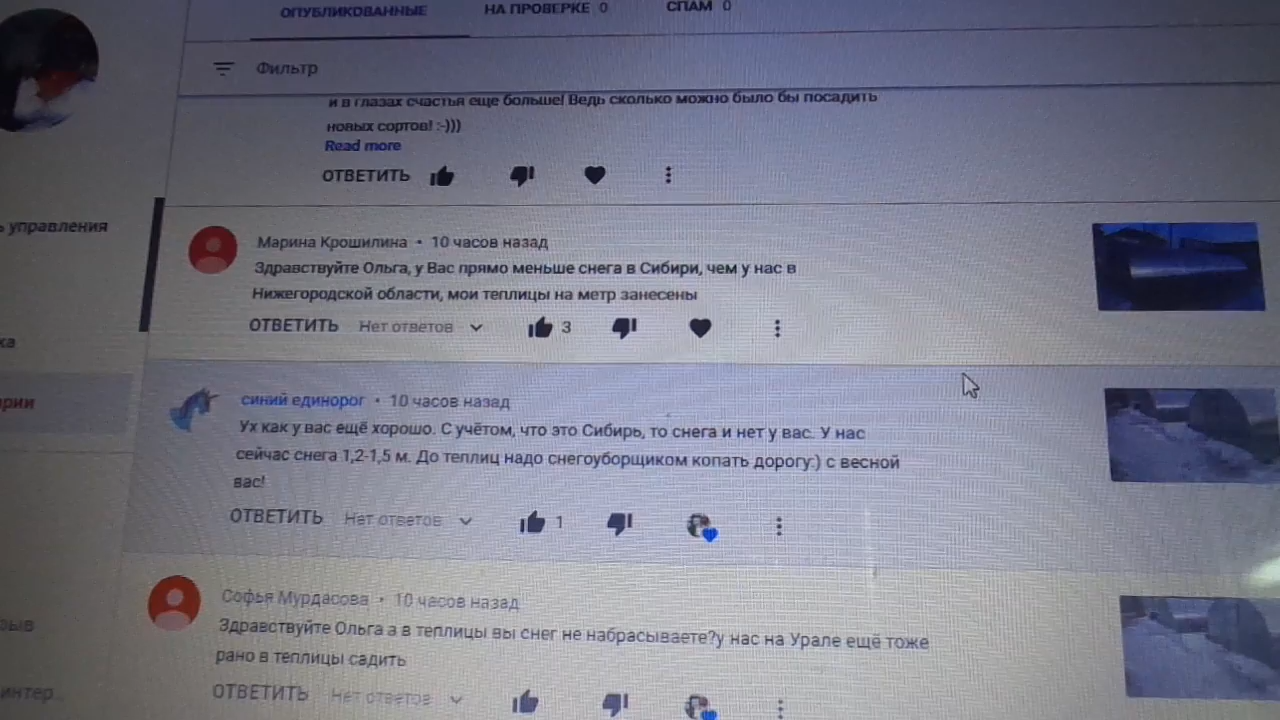 ОПУБЛИКОВАННЫЕ НА ПРОВЕРКЕ 0 СПАМ 0
Фильтр
и в глазах счастья еще больше! Ведь сколько можно было бы посадить
новых сортов! :-)))
Read more
ОТВЕТИТЬ
управления
Марина Крошилина • 10 часов назад
Здравствуйте Ольга, у Вас прямо меньше снега в Сибири, чем у нас в
Нижегородской области, мои теплицы на метр занесены
ОТВЕТИТЬ Нет ответов 3
синий единорог • 10 часов назад
Ух как у вас ещё хорошо. С учётом, что это Сибирь, то снега и нет у вас. У нас
сейчас снега 1,2-1,5 м. До теплиц надо снегоуборщиком копать дорогу:) с весной
вас!
ОТВЕТИТЬ Нет ответов 1
Софья Мурдасова • 10 часов назад
Здравствуйте Ольга а в теплицы вы снег не набрасываете?у нас на Урале ещё тоже
рано в теплицы садить
ОТВЕТИТЬ Нет ответов